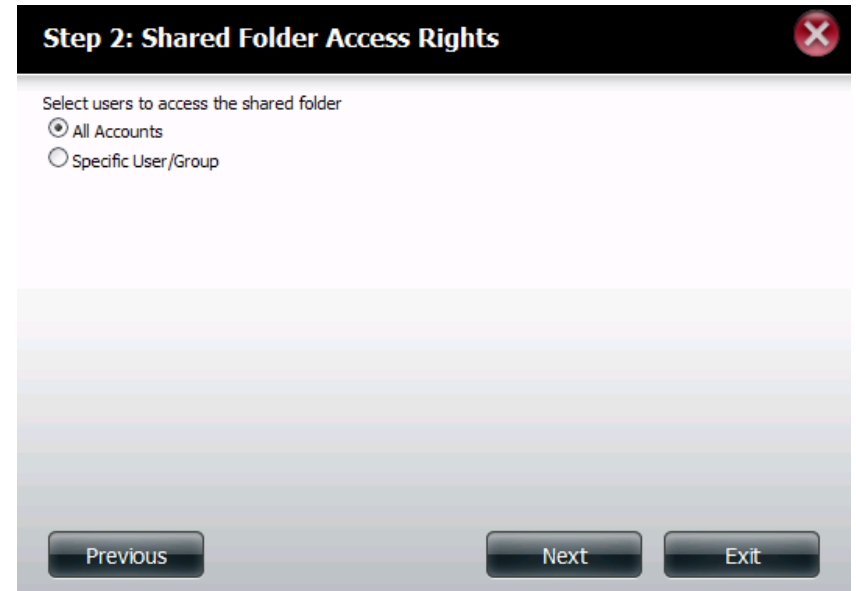 Step 2: Shared Folder Access Rights
Select users to access the shared folder
All Accounts
Specific User/Group
Previous
Next
Exit